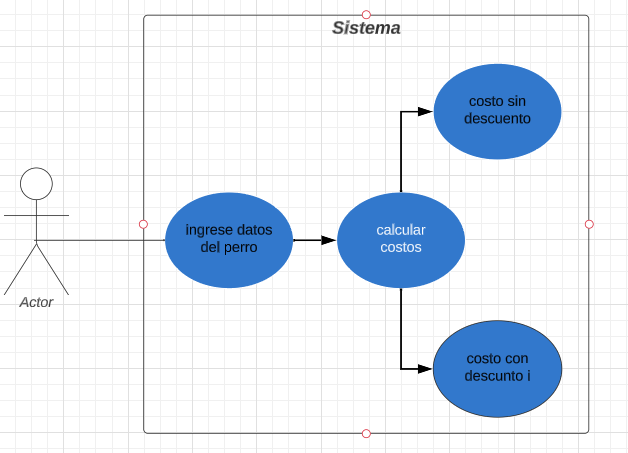 Sistema
costo sin
descuento
ingrese datos
del perro
calcular
costos
Actor
costo con
descunto i